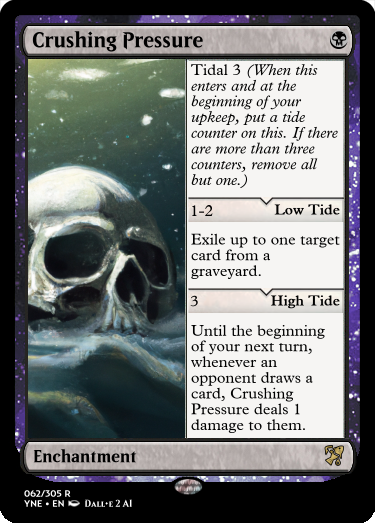 Crushing Pressure
Tidal 3 (When this
enters and at the
beginning of your
upkeep, put a tide
counter on this. If there
are more than three
counters, remove all
but one.)
1-2 Low Tide
Exile up to one target
card from a
graveyard.
3 High Tide
Until the beginning
of your next turn,
whenever an
opponent draws a
card, Crushing
Pressure deals 1
damage to them.
Enchantment
062/305 R
YNE • EN Dall•e 2 AI